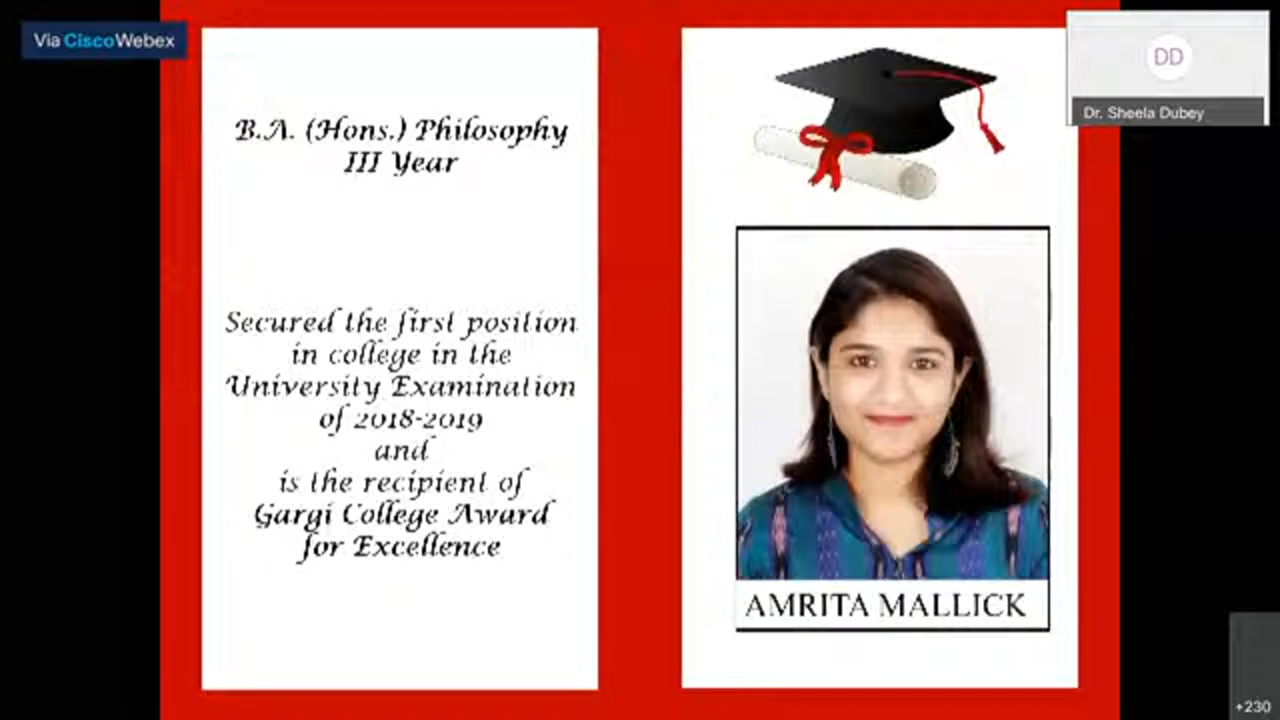 Via CiscoWebex
B.A. (Hons.) Philosophy
III Year
Secured the first position
in college in the
University Examination
of 2018-2019
and
is the recipient of
Gargi College Award
for Excellence
AMRITA MALLICK
DD
Dr. Sheela Dubey
+230